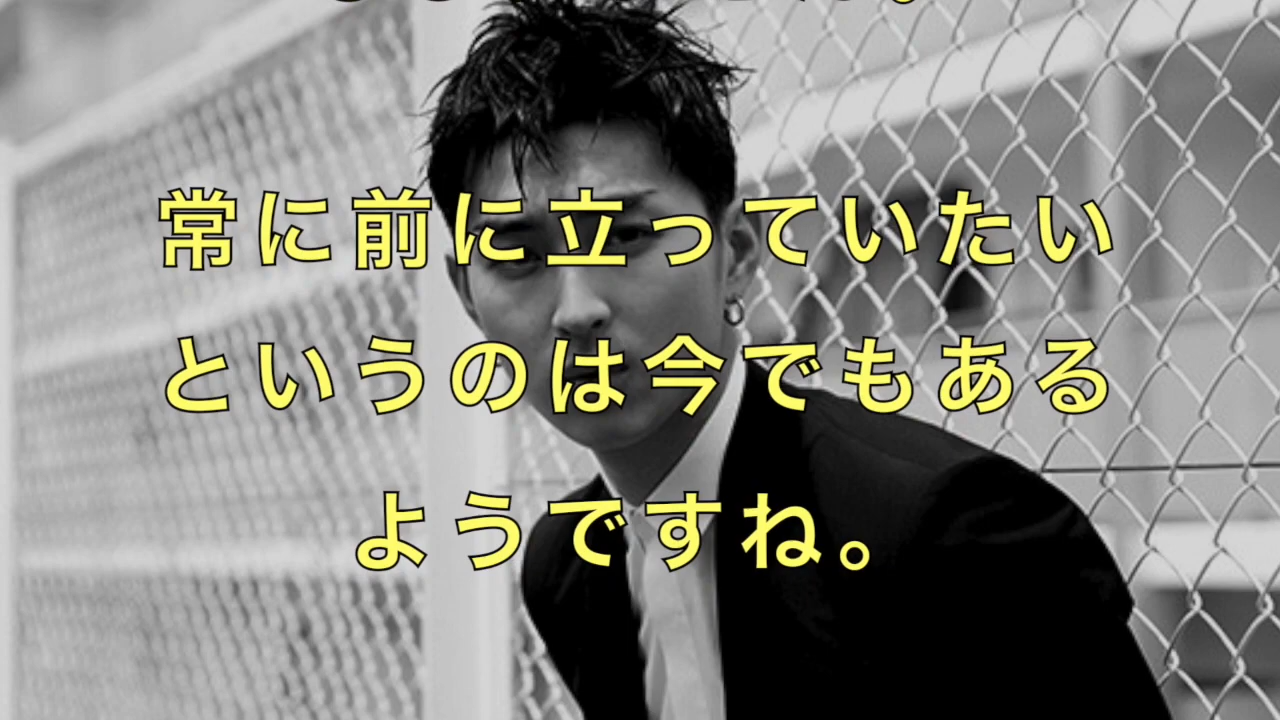 常に前に立っていたい
というのは今でもある
ようですね。